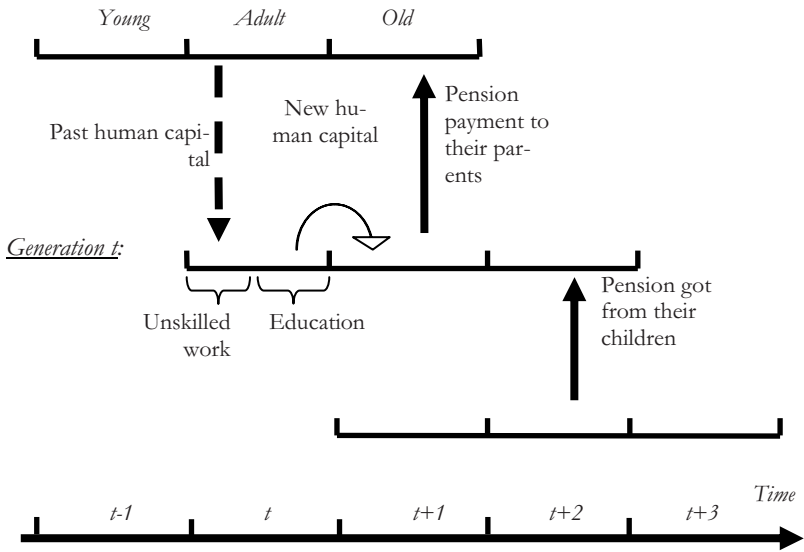 Young Adult Old
Past human capi-
tal
New hu-
man capital
Pension
payment to
their par-
ents
Generation t:
Unskilled
work
Education
Pension got
from their
children
Time
t-1 t t+1 t+2 t+3